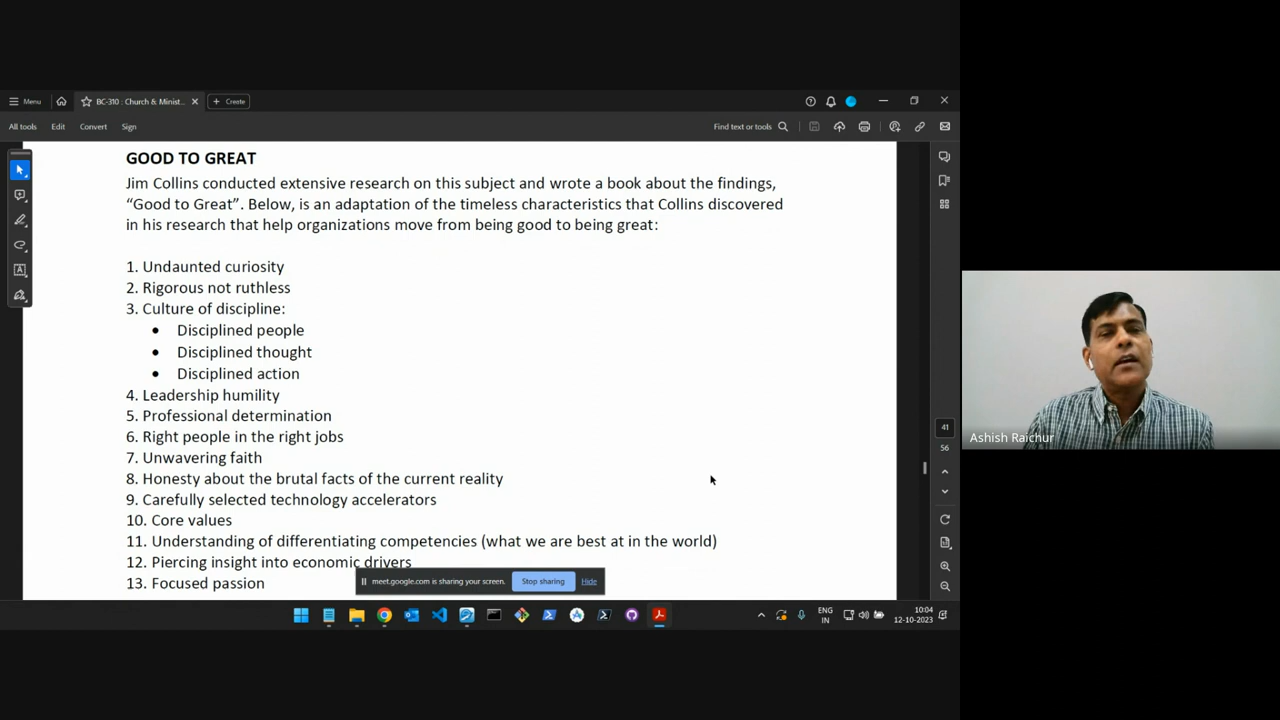 Menu
BC-310 : Church & Minist...
Create
All tools
Edit
Convert
Sign
Find text or tools
GOOD TO GREAT
Jim Collins conducted extensive research on this subject and wrote a book about the findings,
“Good to Great”. Below, is an adaptation of the timeless characteristics that Collins discovered
in his research that help organizations move from being good to being great:
1. Undaunted curiosity
2. Rigorous not ruthless
3. Culture of discipline:
• Disciplined people
• Disciplined thought
• Disciplined action
4. Leadership humility
5. Professional determination
6. Right people in the right jobs
7. Unwavering faith
8. Honesty about the brutal facts of the current reality
9. Carefully selected technology accelerators
10. Core values
11. Understanding of differentiating competencies (what we are best at in the world)
12. Piercing insight into economic drivers
13. Focused passion
41
56
meet.google.com is sharing your screen.
Stop sharing
Hide
ENG
IN
10:04
12-10-2023
Ashish Raichur